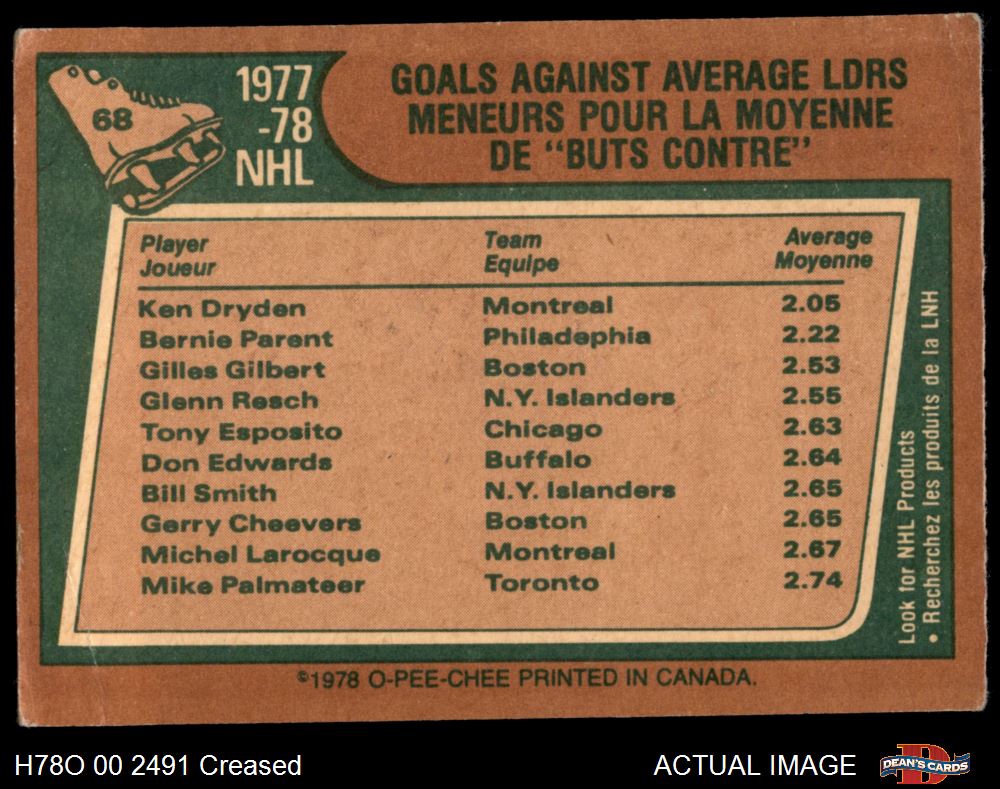 68
1977
-78
NHL
GOALS AGAINST AVERAGE LDRS
MENEURS POUR LA MOYENNE
DE "BUTS CONTRE"
Player Team Average
Joueur Equipe Moyenne
Ken Dryden Montreal 2.05
Bernie Parent Philadephia 2.22
Gilles Gilbert Boston 2.53
Glenn Resch N.Y. Islanders 2.55
Tony Esposito Chicago 2.63
Don Edwards Buffalo 2.64
Bill Smith N.Y. Islanders 2.65
Gerry Cheevers Boston 2.65
Michel Larocque Montreal 2.67
Mike Palmateer Toronto 2.74
Look for NHL Products
• Recherchez les produits de la LNH
©1978 O-PEE-CHEE PRINTED IN CANADA.
H78O 00 2491 Creased
ACTUAL IMAGE
DEAN'S CARDS